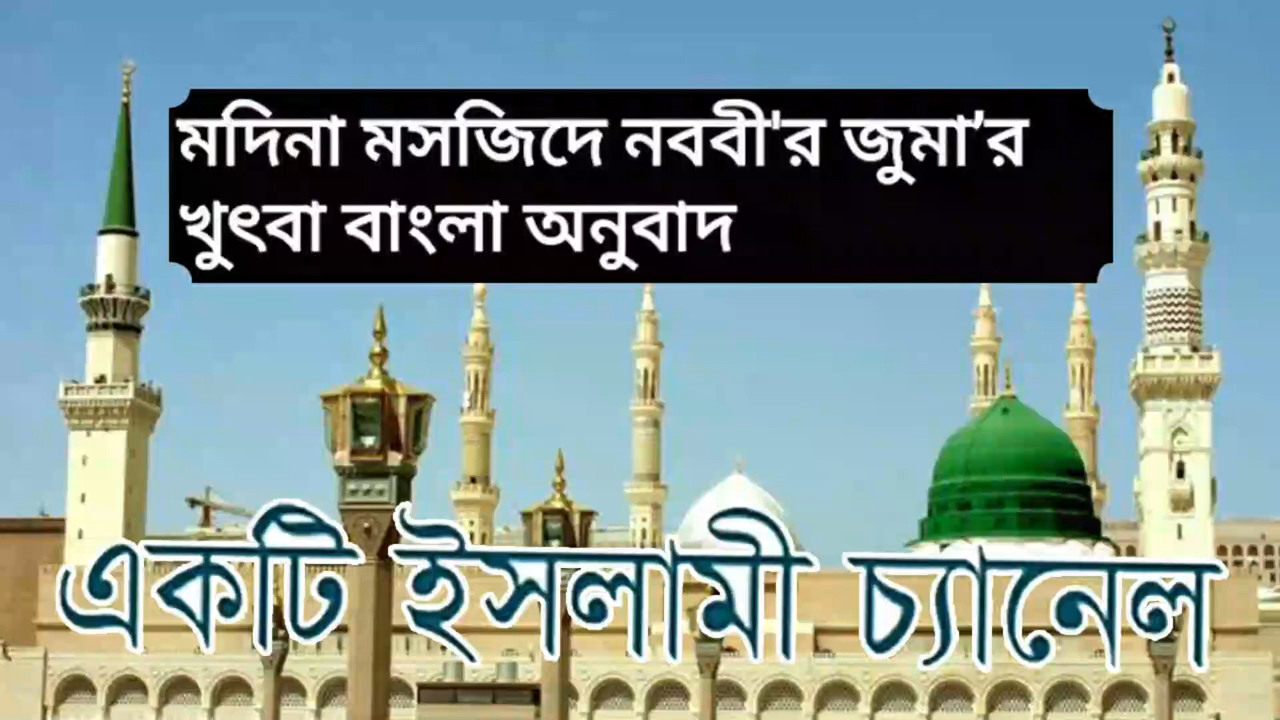 মদিনা মসজিদে নববী'র জুমা'র
খুৎবা বাংলা অনুবাদ
একটি ইসলামী চ্যানেল